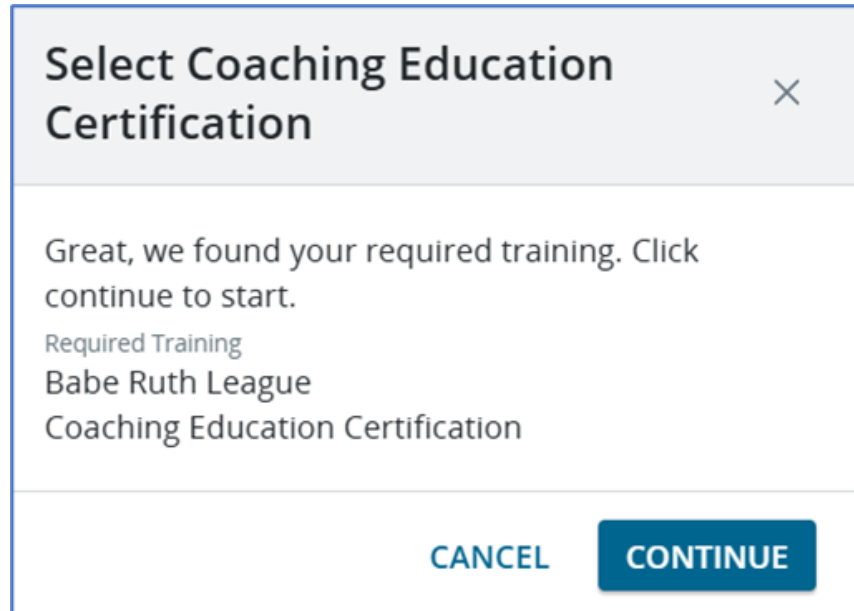 Select Coaching Education
Certification
Great, we found your required training. Click
continue to start.
Required Training
Babe Ruth League
Coaching Education Certification
CANCEL
CONTINUE